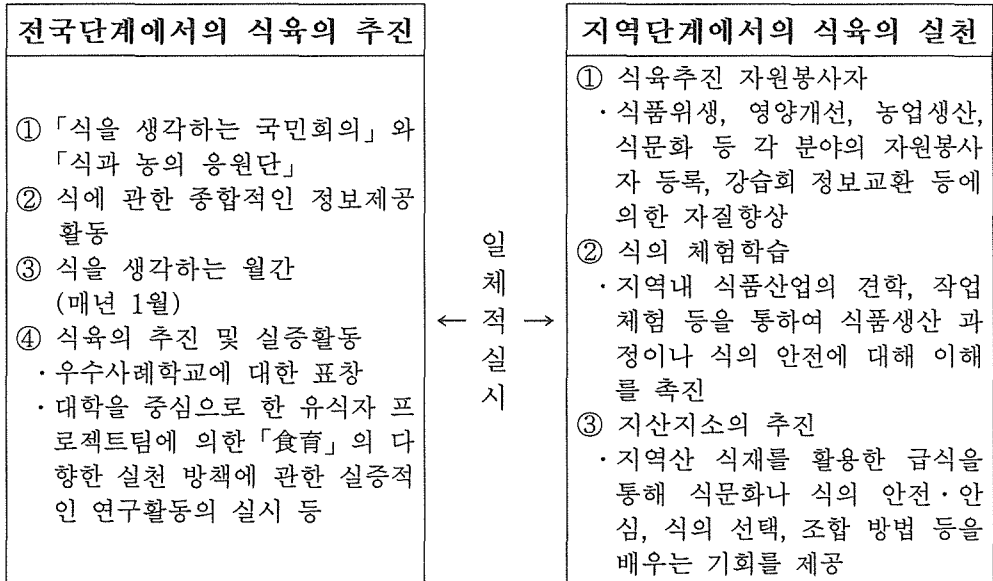 전국단계에서의 식육의 추진
①「식을 생각하는 국민회의」와
「식과 농의 응원단」
② 식에 관한 종합적인 정보제공
활동
③ 식을 생각하는 월간
(매년 1월)
④ 식육의 추진 및 실증활동
·우수사례학교에 대한 표창
·대학을 중심으로 한 유식자 프
로젝트팀에 의한「食育」의 다
향한 실천 방책에 관한 실증적
인 연구활동의 실시 등
일
체
← 적 →
실
시
지역단계에서의 식육의 실천
① 식육추진 자원봉사자
·식품위생, 영양개선, 농업생산,
식문화 등 각 분야의 자원봉사
자 등록, 강습회 정보교환 등에
의한 자질향상
② 식의 체험학습
·지역내 식품산업의 견학, 작업
체험 등을 통하여 식품생산 과
정이나 식의 안전에 대해 이해
를 촉진
③ 지산지소의 추진
·지역산 식재를 활용한 급식을
통해 식문화나 식의 안전·안
심, 식의 선택, 조합 방법 등을
배우는 기회를 제공